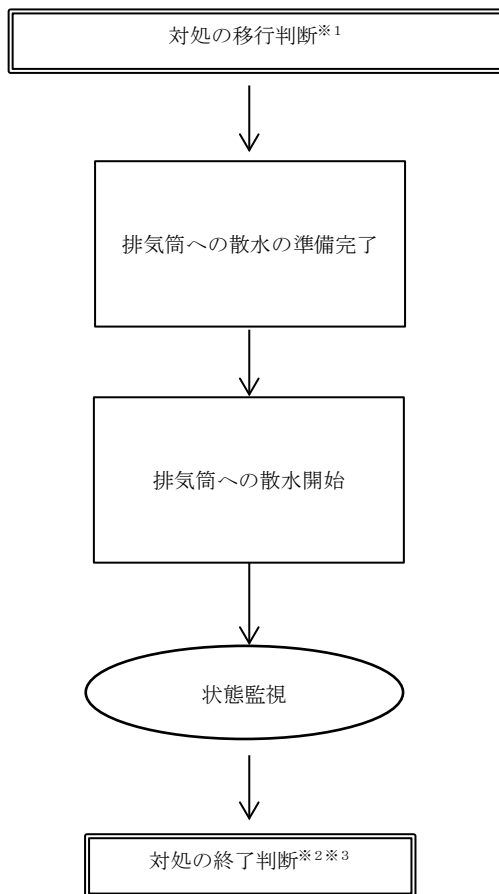 対処の移行判断※1
排気筒への散水の準備完了
排気筒への散水開始
状態監視
対処の終了判断※2※3